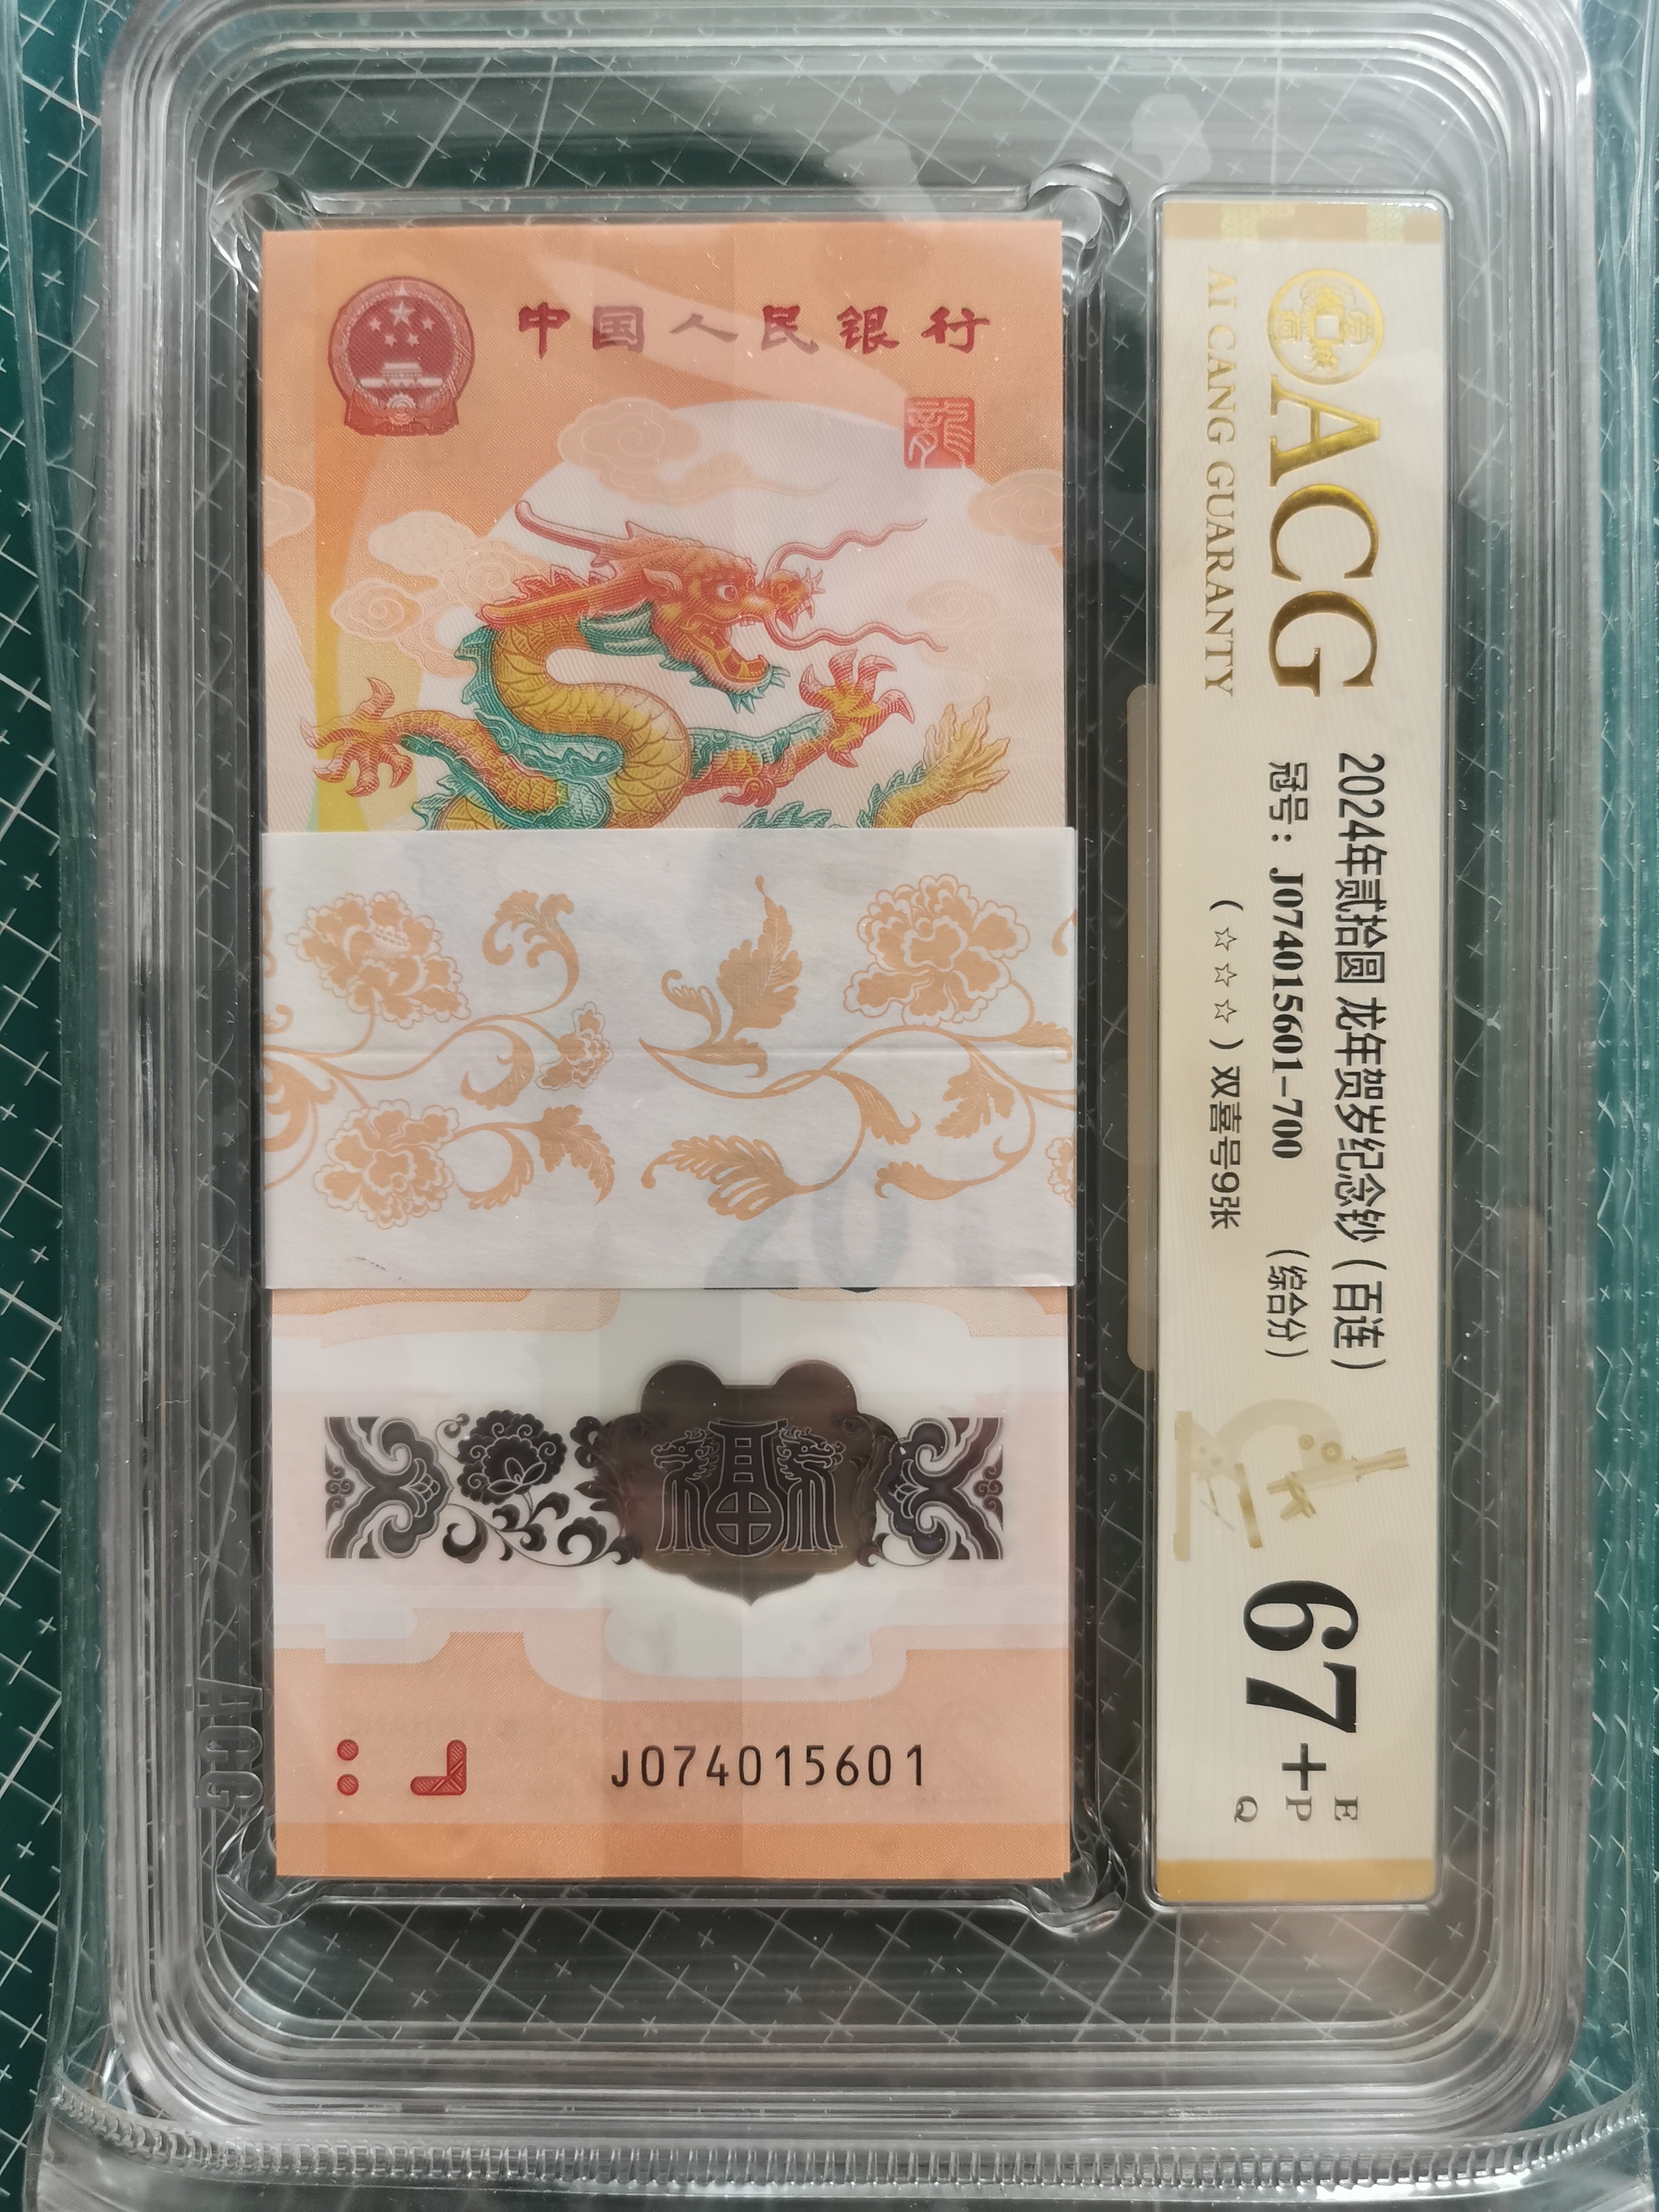 中国人民银行
龍
201
福
J074015601
ACG
ACG
AI CANG GUARANTY
2024年贰拾圆 龙年贺岁纪念钞（百连）
冠号：J074015601-700 （综合分）
（☆☆☆☆）双喜号9张
67+
E
P
Q